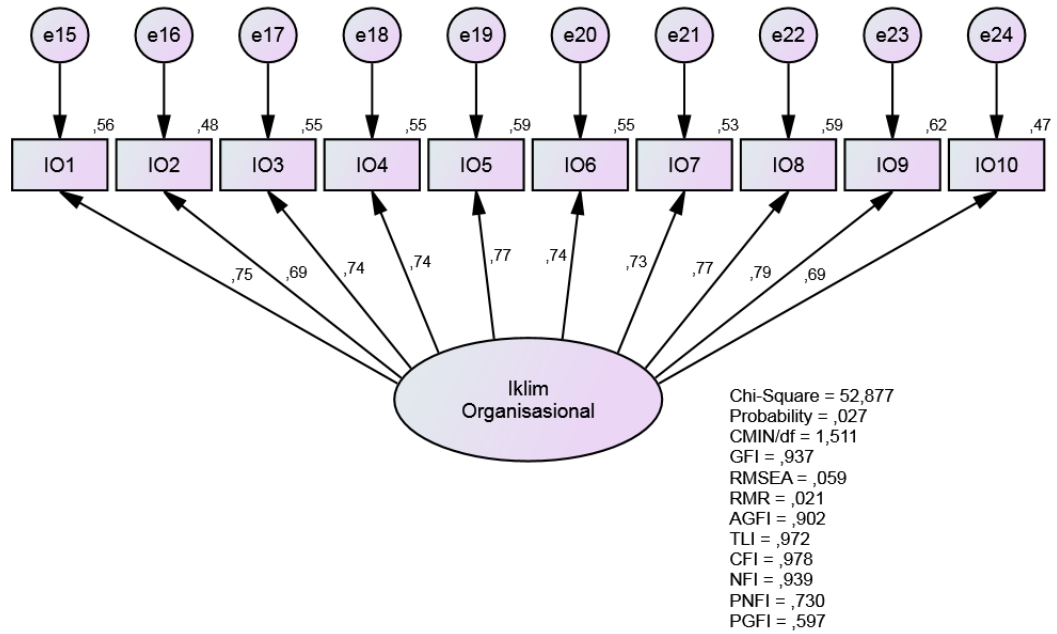 e15 e16 e17 e18 e19 e20 e21 e22 e23 e24
,56 ,48 ,55 ,55 ,59 ,55 ,53 ,59 ,62 ,47
IO1 IO2 IO3 IO4 IO5 IO6 IO7 IO8 IO9 IO10
,75 ,69 ,74 ,74 ,77 ,74 ,73 ,77 ,79 ,69
Iklim
Organisasional
Chi-Square = 52,877
Probability = ,027
CMIN/df = 1,511
GFI = ,937
RMSEA = ,059
RMR = ,021
AGFI = ,902
TLI = ,972
CFI = ,978
NFI = ,939
PNFI = ,730
PGFI = ,597